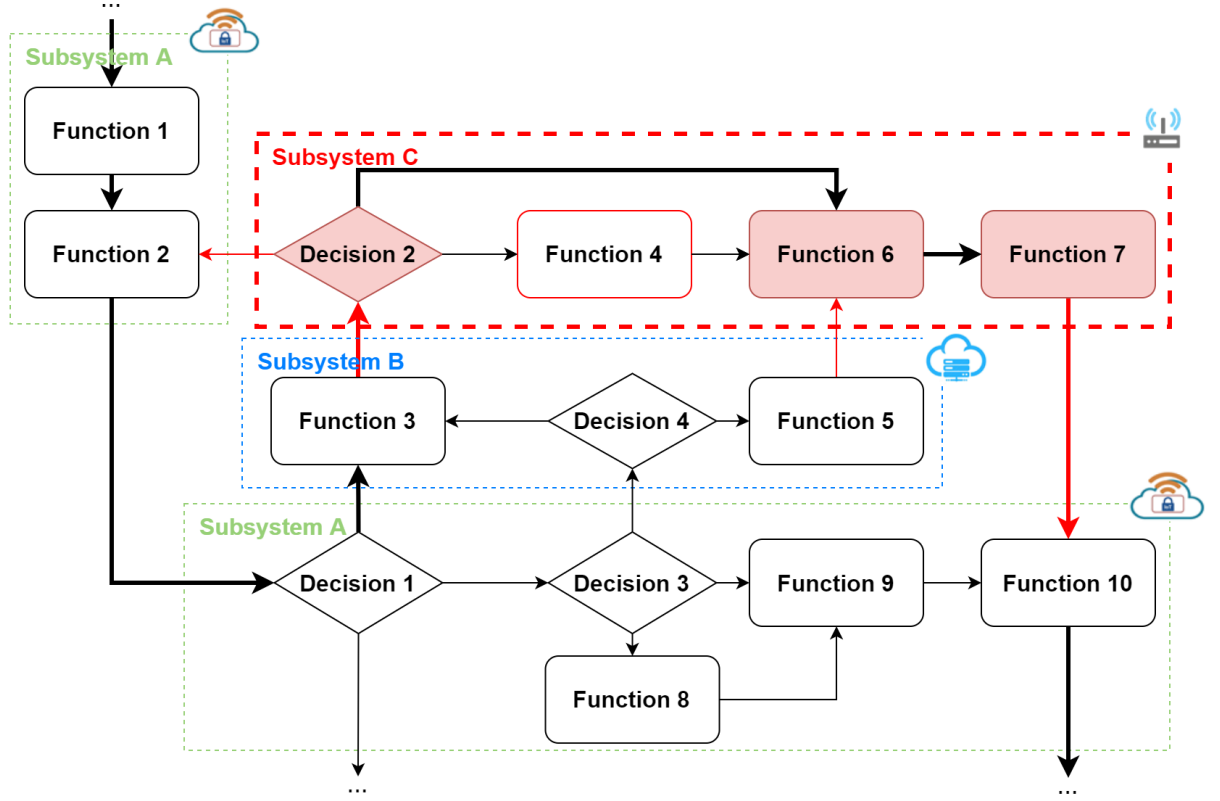 ...
Subsystem A
Function 1
Subsystem C
Function 2
Decision 2
Function 4
Function 6
Function 7
Subsystem B
Function 3
Decision 4
Function 5
Subsystem A
Decision 1
Decision 3
Function 9
Function 10
Function 8
...
...